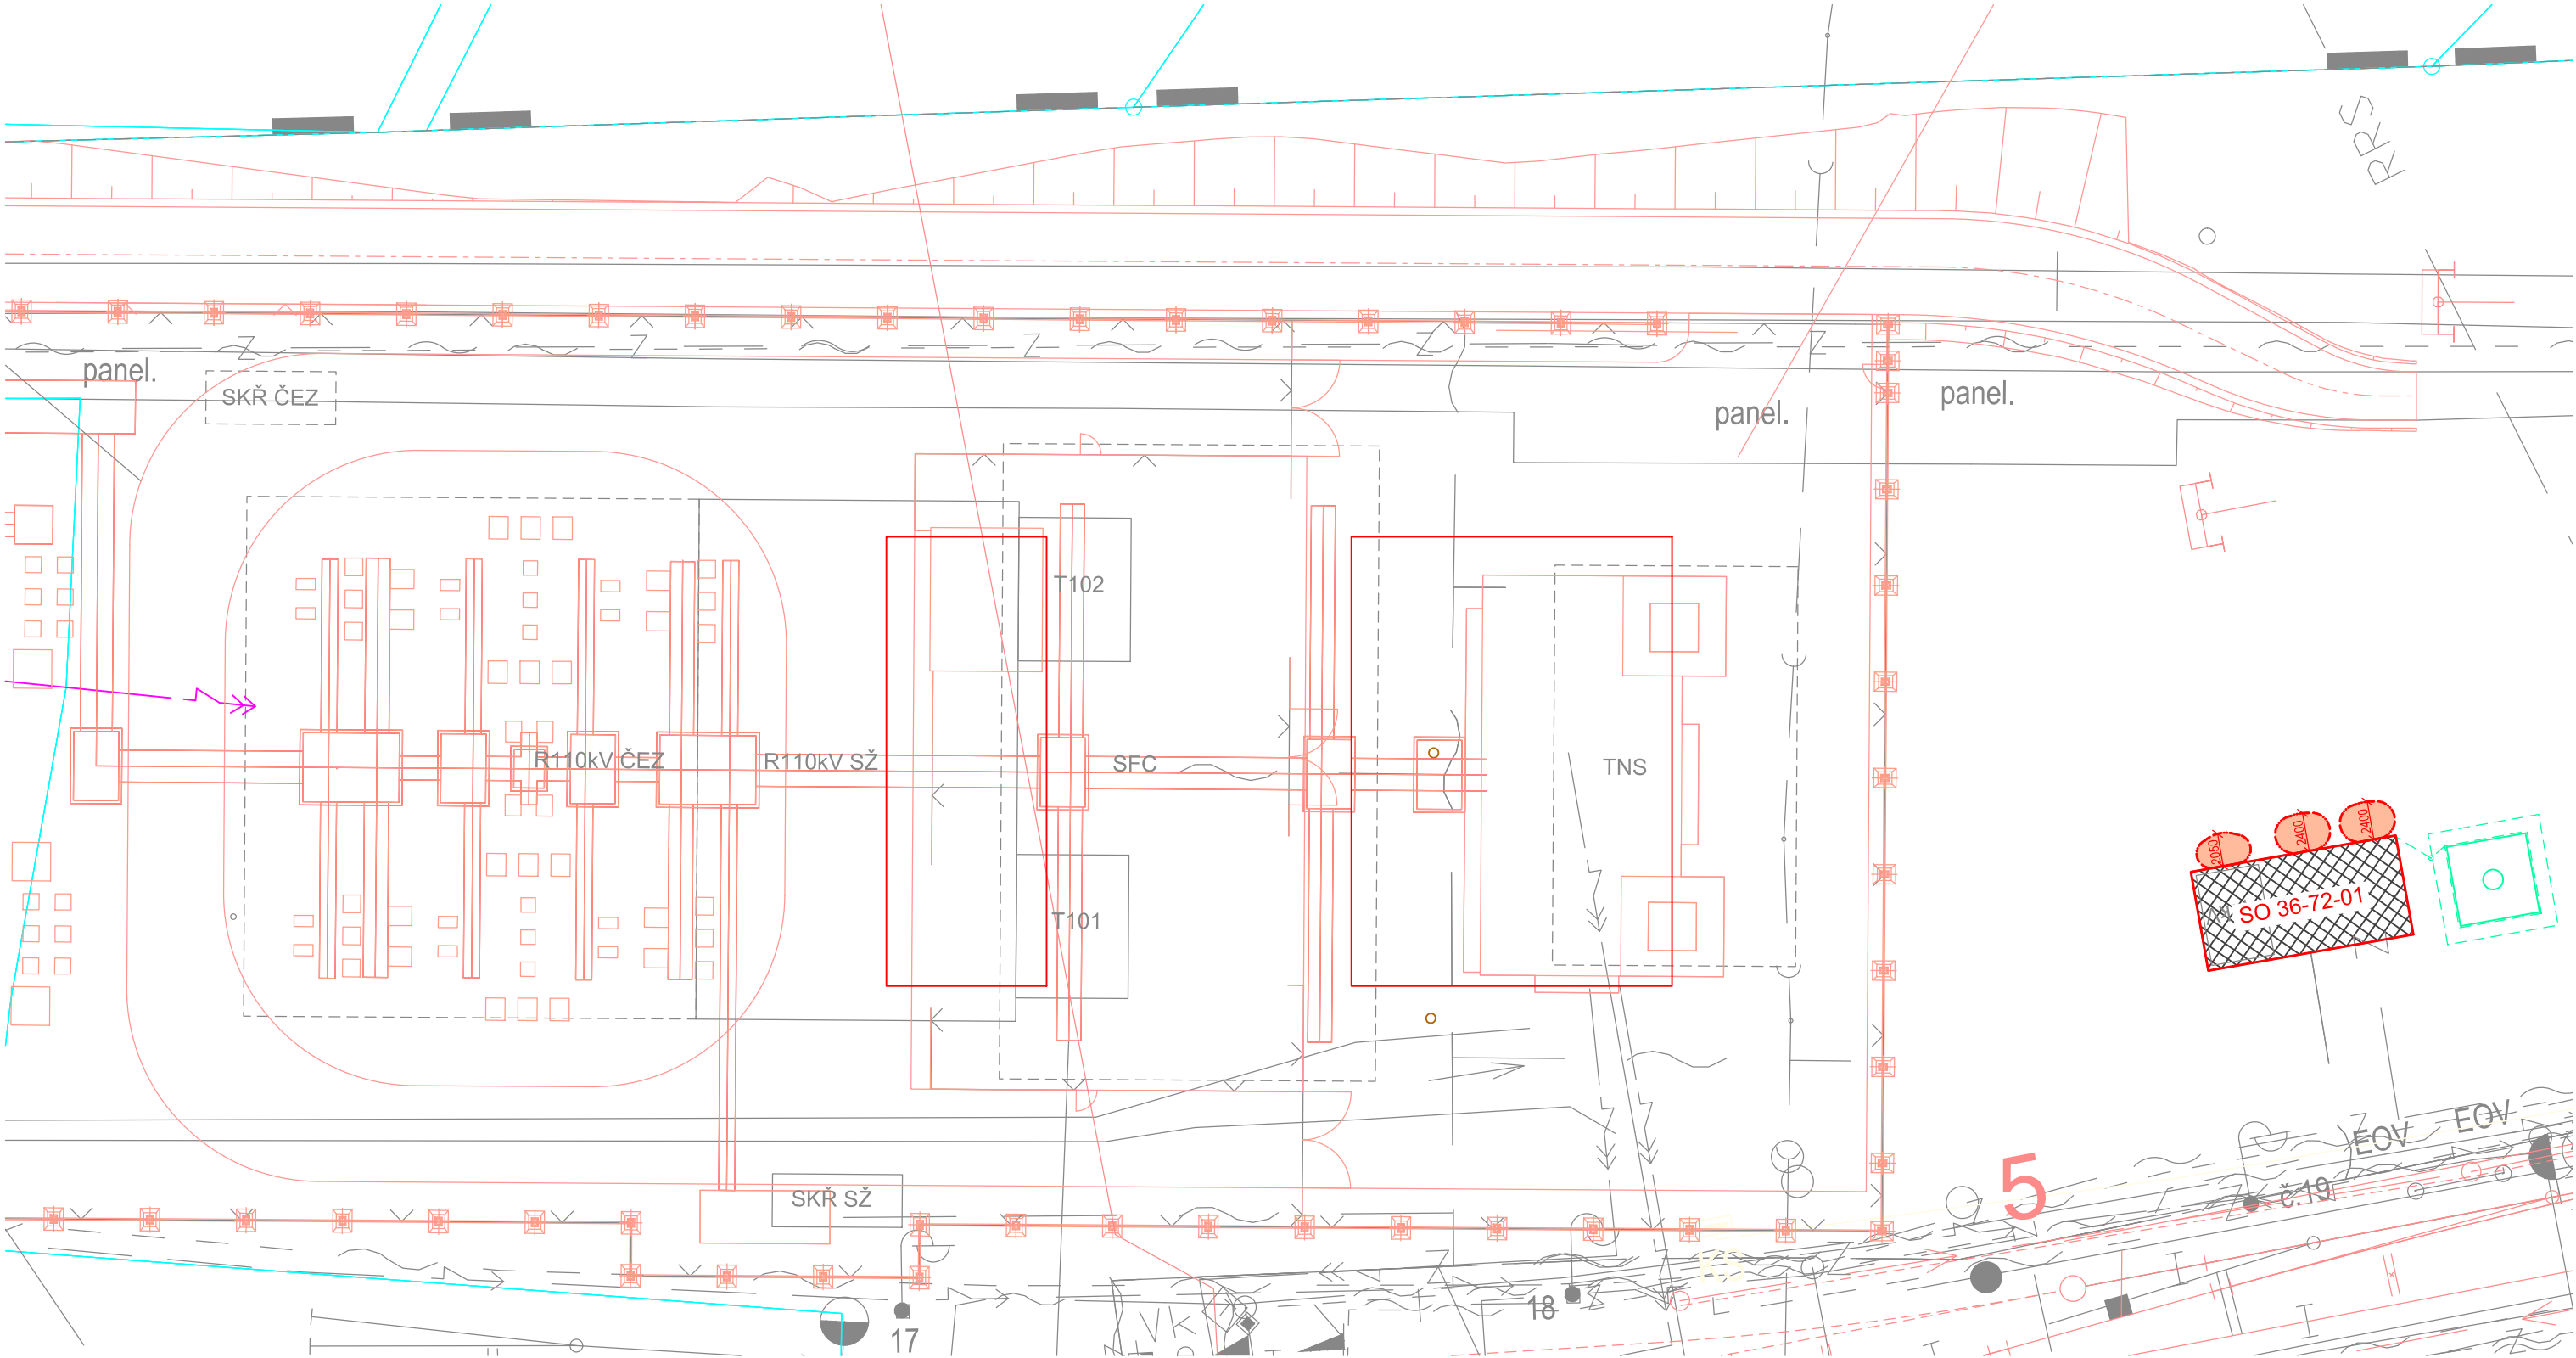 RRS
Z
Z
Z
Z
Z
panel.
SKŘ ČEZ
panel.
panel.
T102
R110kV ČEZ
R110kV SŽ
SFC
TNS
2050
2400
2400
SO 36-72-01
T101
EOV
EOV
5
č.19
SKŘ SŽ
18
17
VK